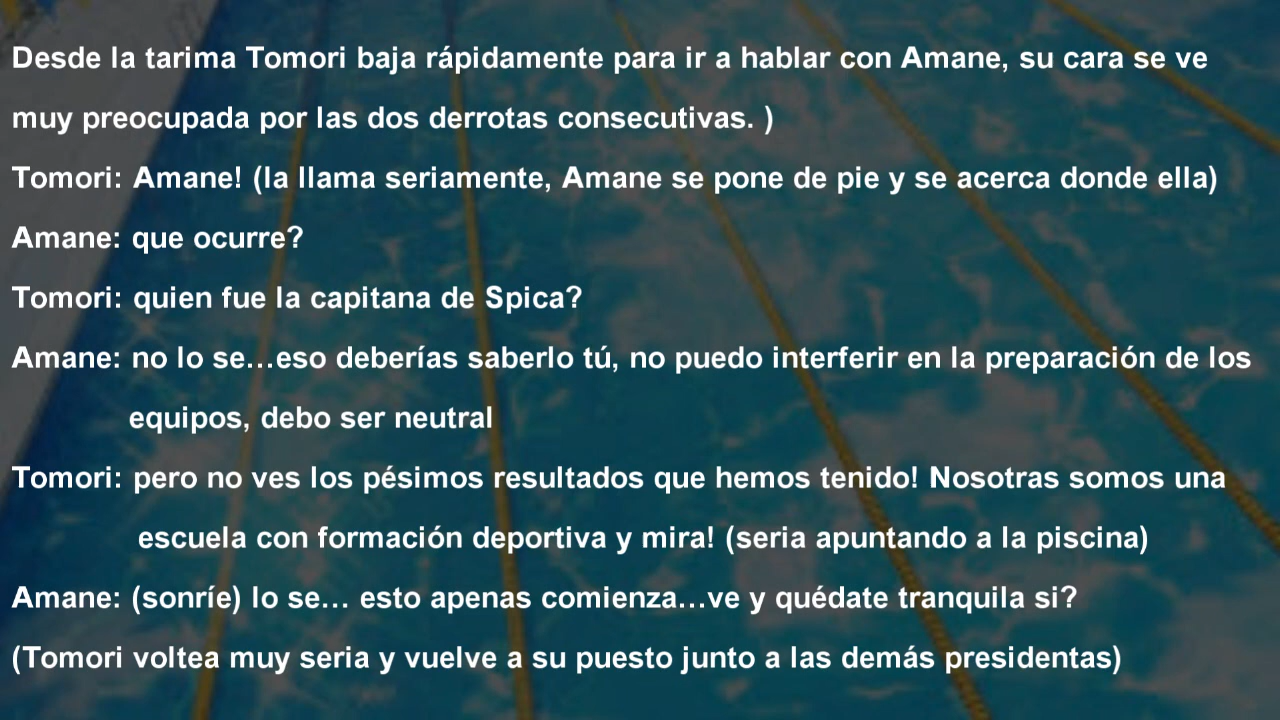 Desde la tarima Tomori baja rápidamente para ir a hablar con Amane, su cara se ve
muy preocupada por las dos derrotas consecutivas. )
Tomori: Amane! (la llama seriamente, Amane se pone de pie y se acerca donde ella)
Amane: que ocurre?
Tomori: quien fue la capitana de Spica?
Amane: no lo se…eso deberías saberlo tú, no puedo interferir en la preparación de los
equipos, debo ser neutral
Tomori: pero no ves los pésimos resultados que hemos tenido! Nosotras somos una
escuela con formación deportiva y mira! (seria apuntando a la piscina)
Amane: (sonríe) lo se… esto apenas comienza…ve y quédate tranquila si?
(Tomori voltea muy seria y vuelve a su puesto junto a las demás presidentas)